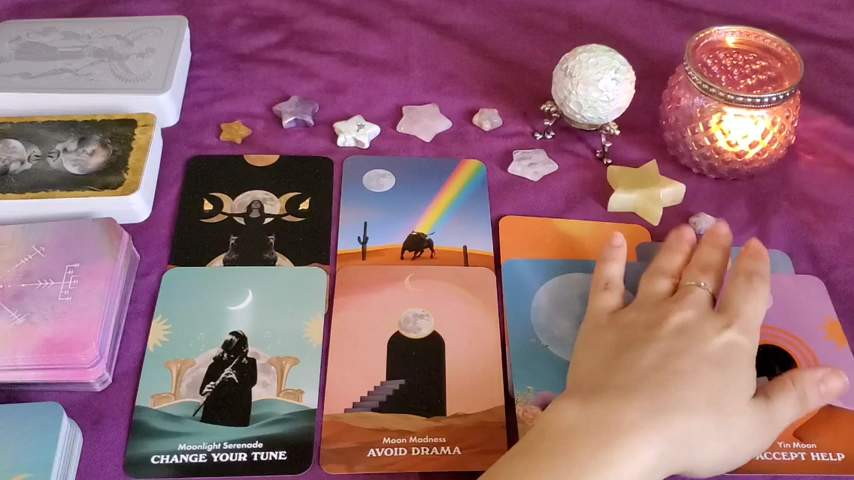 Moonlight Serenade
CHANGE YOUR TUNE
Moon Madness
AVOID DRAMA
Yin Moon
ACCEPT HELP